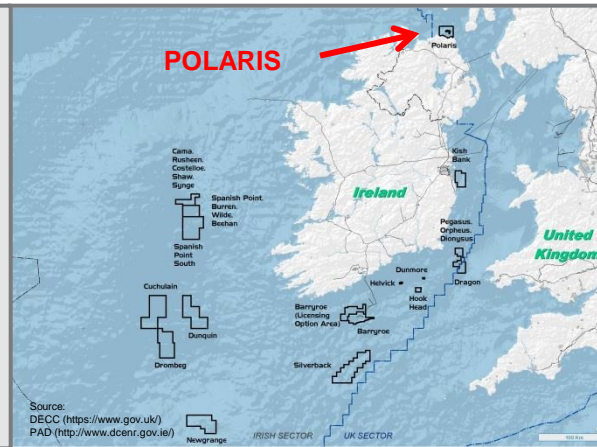 POLARIS
Polaris
Cama.
Rusheen.
Costelloe.
Shaw.
Synge
Spanish Point.
Burren.
Wilde.
Beehan
Spanish
Point
South
Kish
Bank
Ireland
Pegasus.
Orpheus.
Dionysus
United
Kingdom
Dunmore
Helvick
Hook
Head
Dragon
Cuchulain
Dunquin
Drombeg
Barryroe
(Licensing
Option Area)
Barryroe
Silverback
Newgrange
IRISH SECTOR
UK SECTOR
Source:
DECC (https://www.gov.uk/)
PAD (http://www.dcenr.gov.ie/)
100 Km